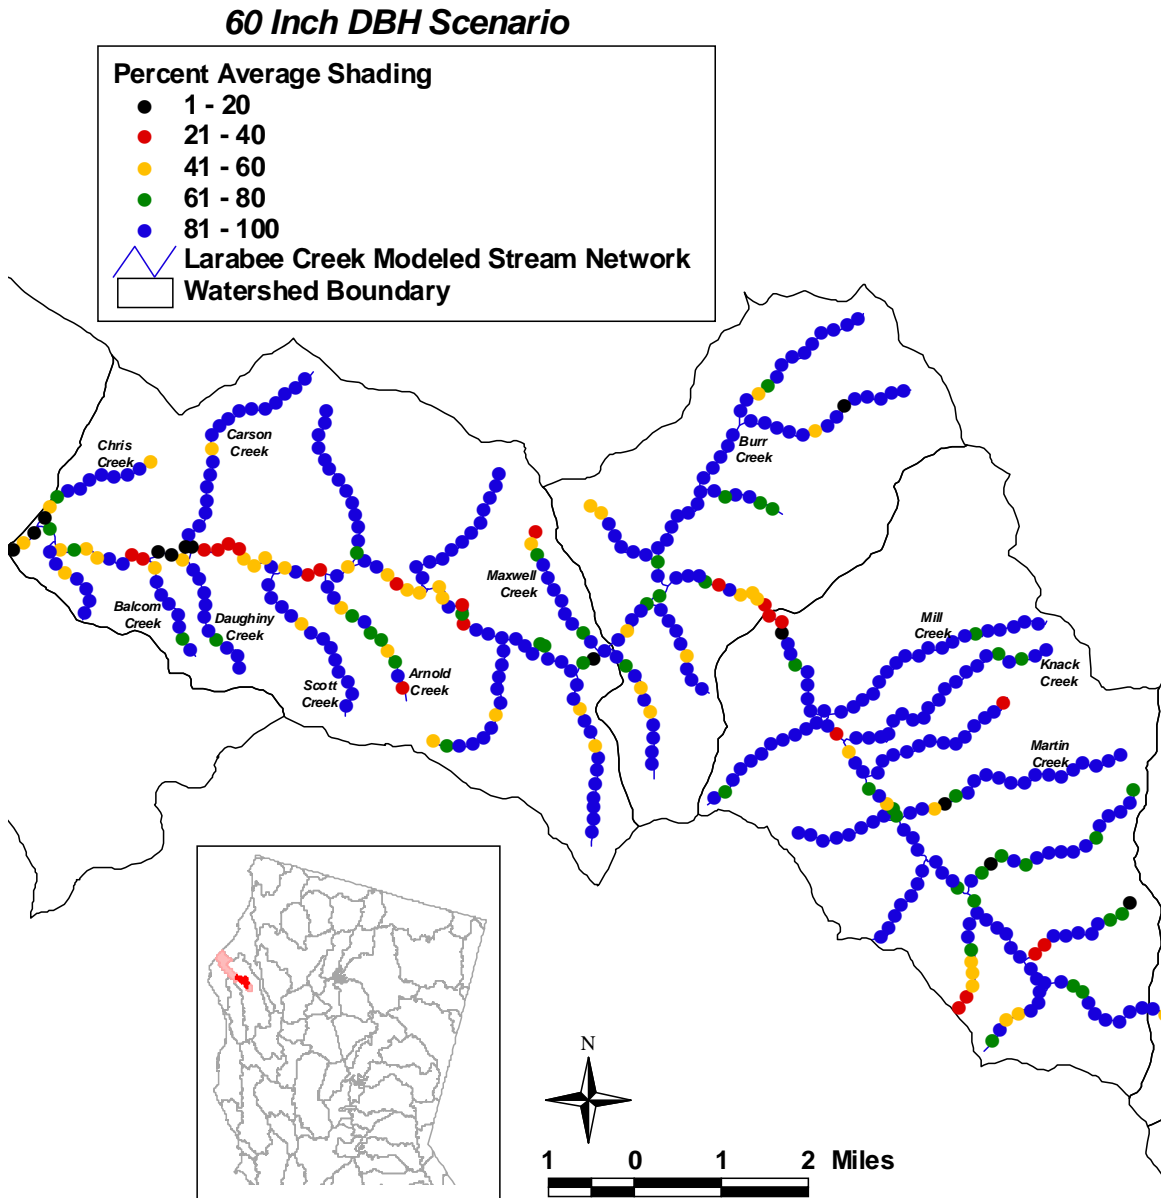 60 Inch DBH Scenario
Percent Average Shading
1 - 20
21 - 40
41 - 60
61 - 80
81 - 100
Larabee Creek Modeled Stream Network
Watershed Boundary
Chris
Creek
Carson
Creek
Burr
Creek
Maxwell
Creek
Balcom
Creek
Daughiny
Creek
Scott
Creek
Arnold
Creek
Mill
Creek
Knack
Creek
Martin
Creek
N
1 0 1 2 Miles